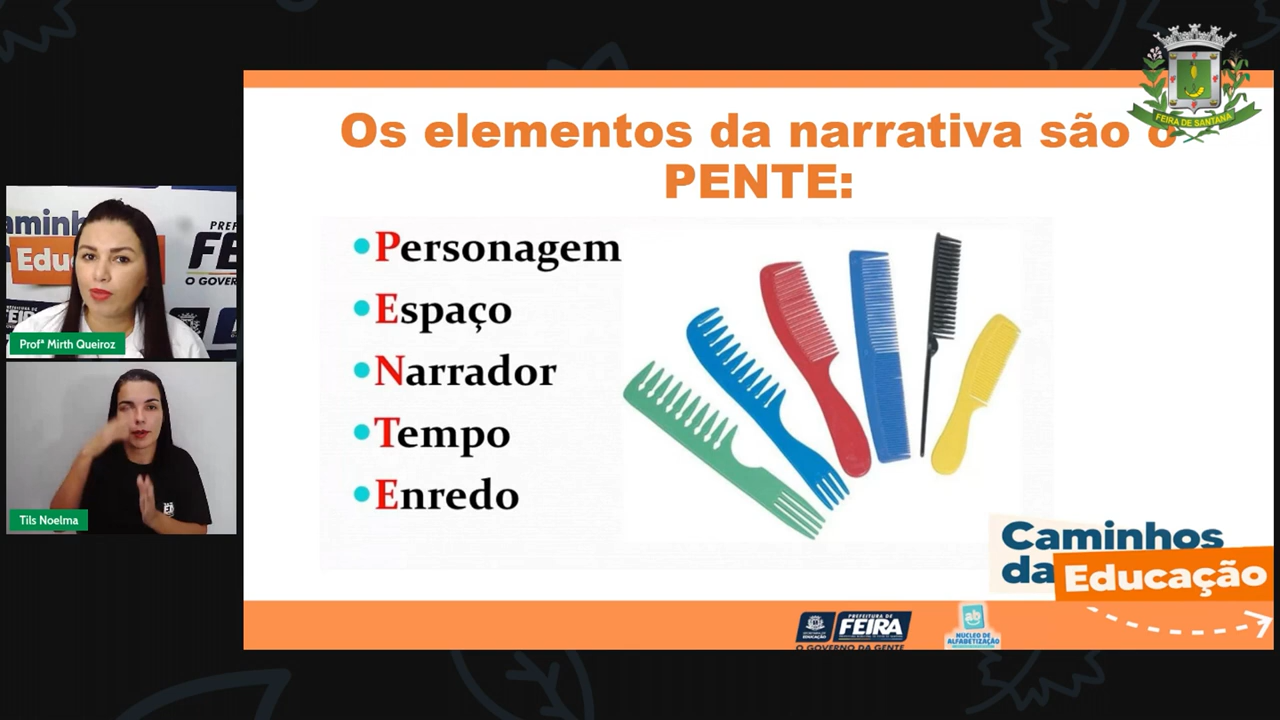 FEIRA DE SANTANA
Os elementos da narrativa são o
PENTE:
•Personagem
•Espaço
•Narrador
•Tempo
•Enredo
Profª Mirth Queiroz
Tils Noelma
Caminhos
da Educação
PREFEITURA DE
FEIRA
O GOVERNO DA GENTE
ab
NÚCLEO DE
ALFABETIZAÇÃO